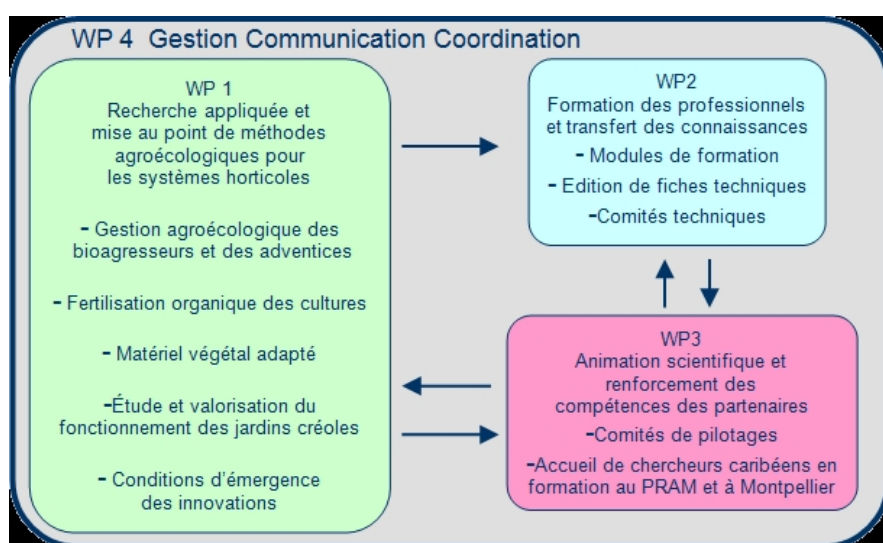 WP 4 Gestion Communication Coordination
WP 1
Recherche appliquée et
mise au point de méthodes
agroécologiques pour
les systèmes horticoles
- Gestion agroécologique des
bioagresseurs et des adventices
- Fertilisation organique des cultures
- Matériel végétal adapté
-Étude et valorisation du
fonctionnement des jardins créoles
- Conditions d'émergence
des innovations
WP2
Formation des professionnels
et transfert des connaissances
- Modules de formation
- Edition de fiches techniques
-Comités techniques
WP3
Animation scientifique et
renforcement des
compétences des partenaires
-Comités de pilotages
-Accueil de chercheurs caribéens en
formation au PRAM et à Montpellier